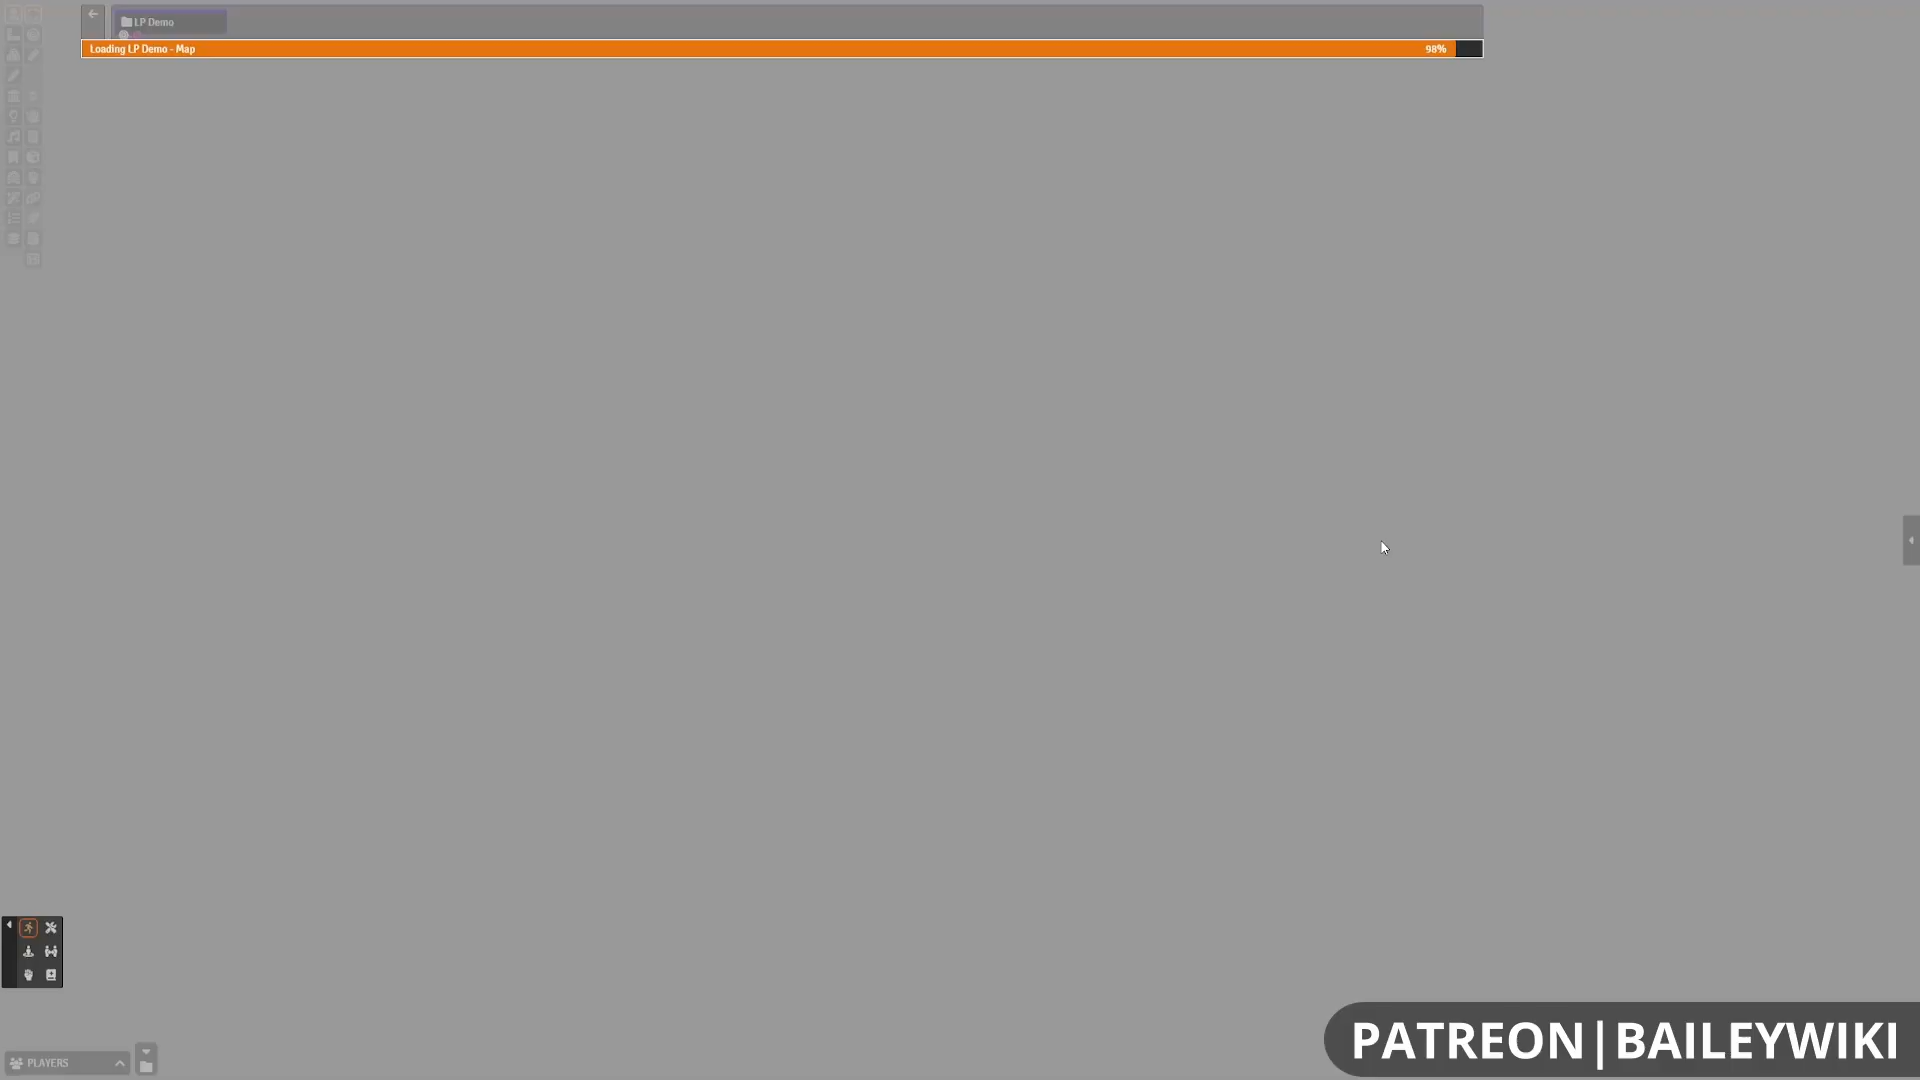 LP Demo
Loading LP Demo - Map
98%
PLAYERS
PATREON|BAILEYWIKI